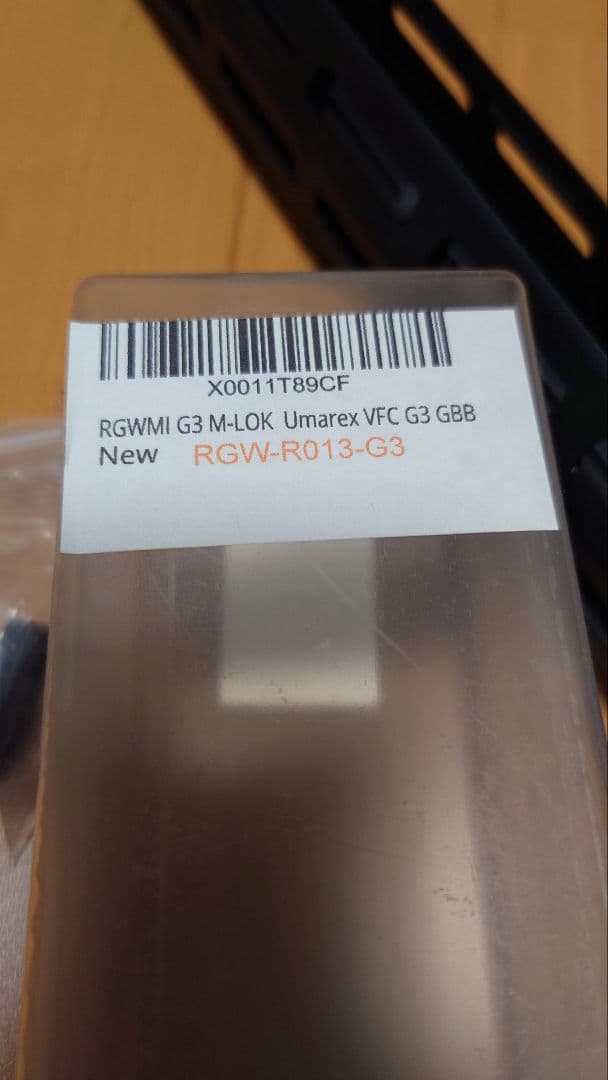 X0011T89CF
RGWMI G3 M-LOK Umarex VFC G3 GBB
New RGW-R013-G3